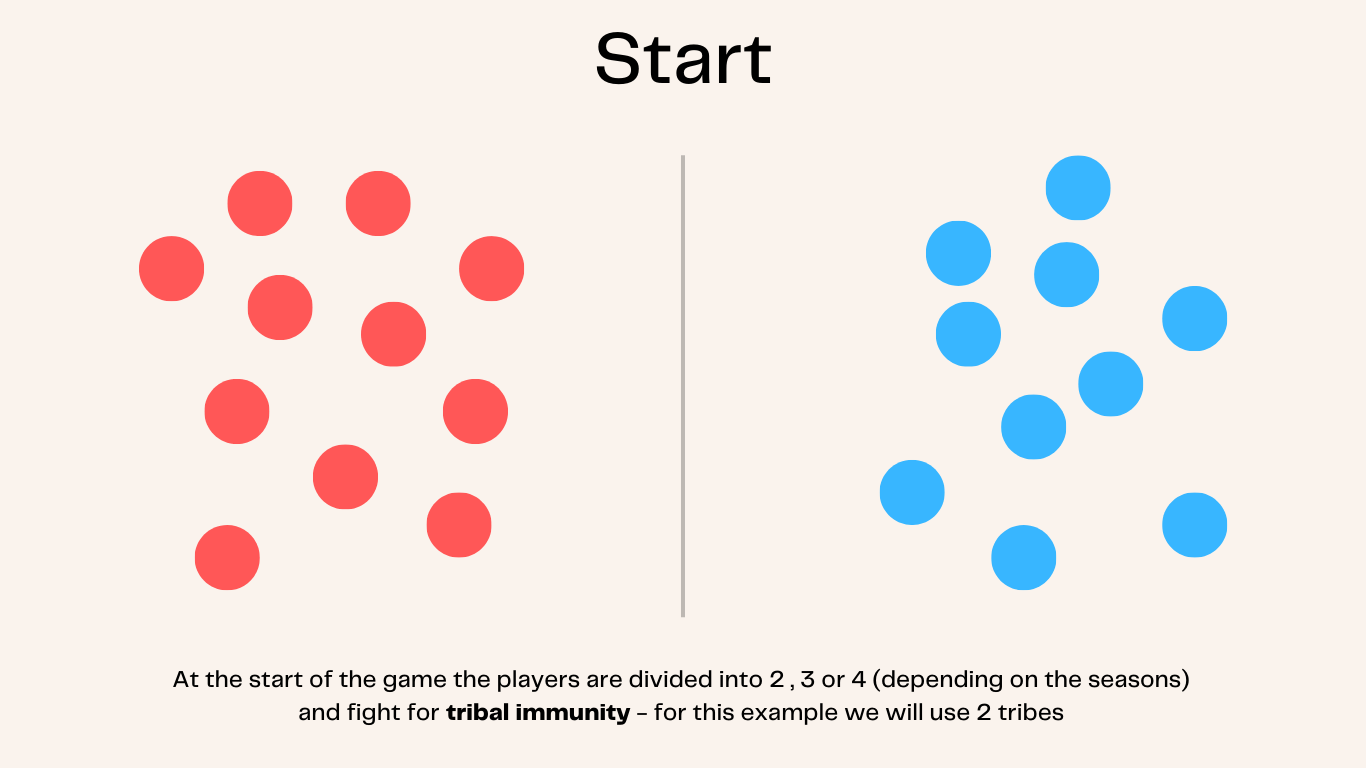 Start
At the start of the game the players are divided into 2 , 3 or 4 (depending on the seasons)
and fight for tribal immunity - for this example we will use 2 tribes